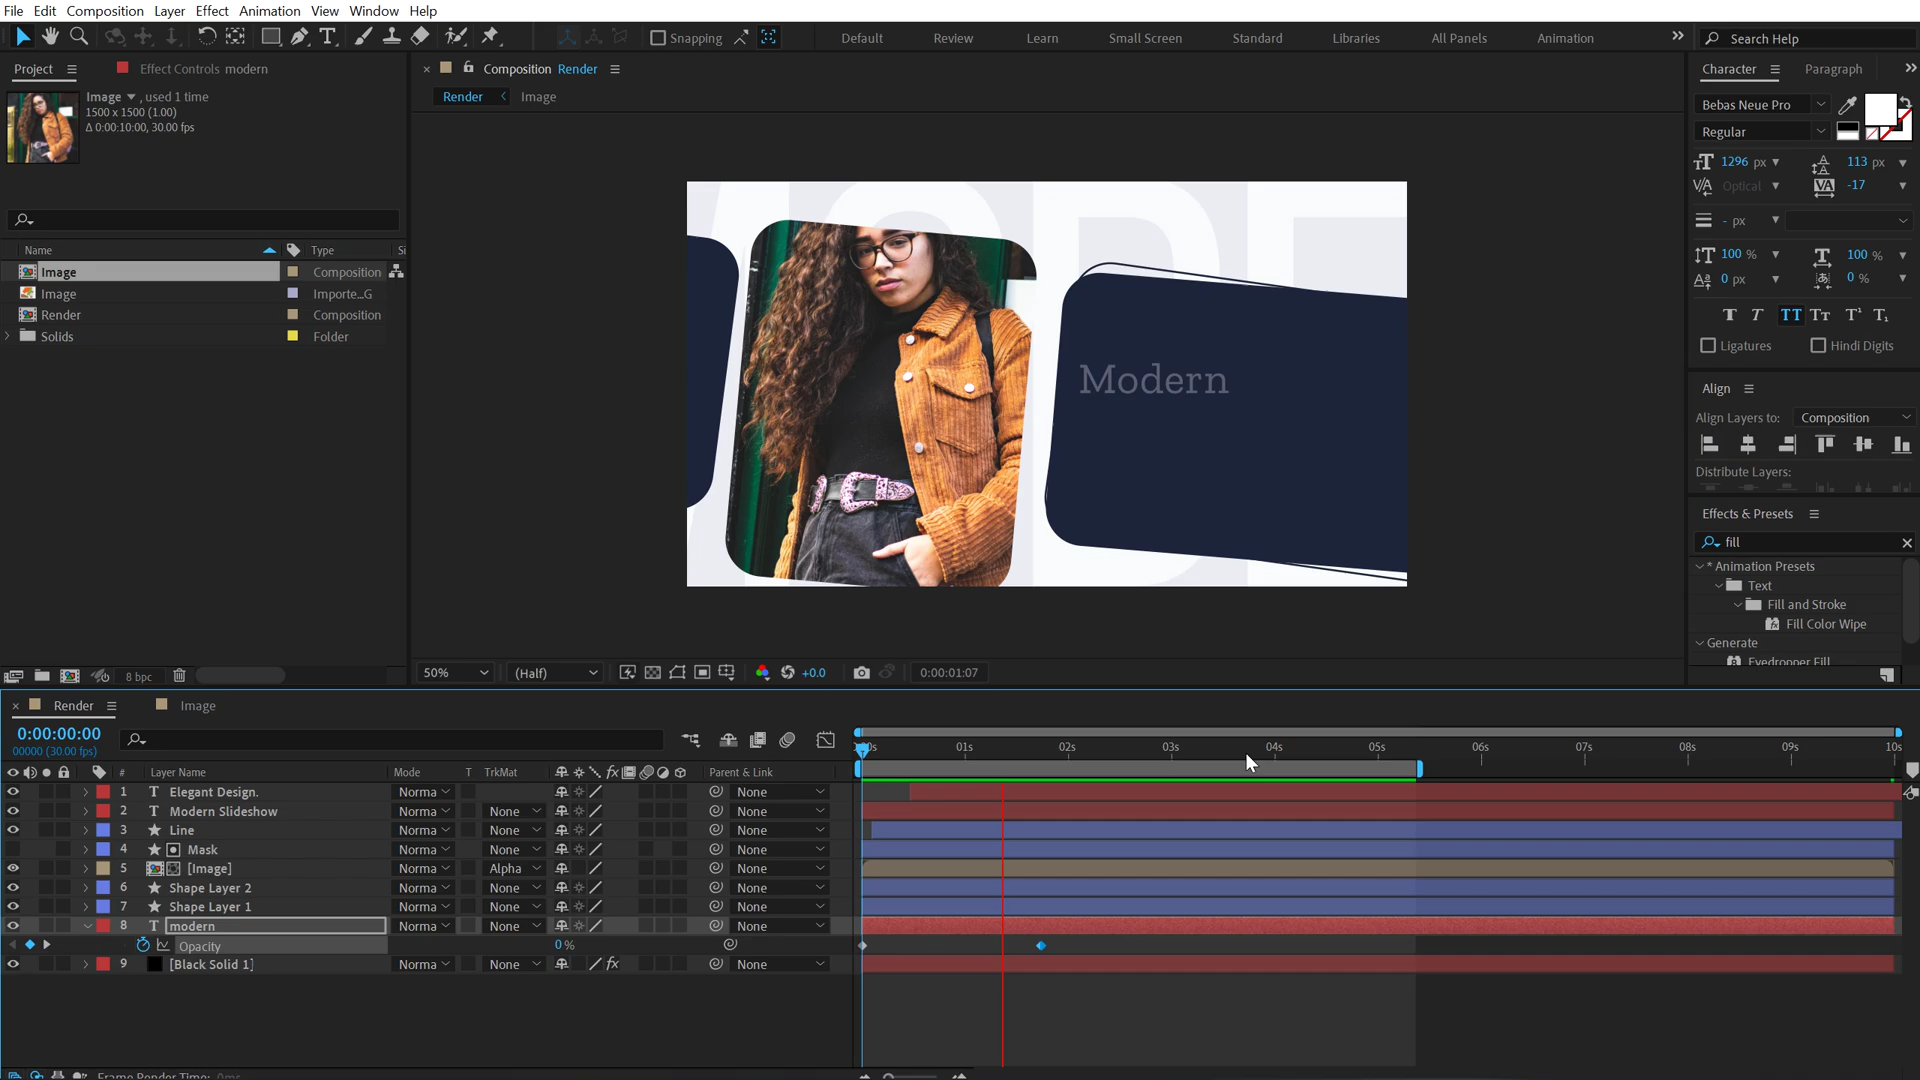 File Edit Composition Layer Effect Animation View Window Help
Snapping Default Review Learn Small Screen Standard Libraries All Panels Animation Search Help
Project Effect Controls modern Composition Render Character Paragraph
Image , used 1 time
1500 x 1500 (1.00)
Δ 0:00:10:00, 30.00 fps
Render Image
Bebas Neue Pro
Regular
1296 px 113 px
Optical -17
- px
100 % 100 %
0 px 0 %
Ligatures Hindi Digits
Name Type Si
Image Composition
Image Importe...G
Render Composition
Solids Folder
Modern
Align
Align Layers to: Composition
Distribute Layers:
Effects & Presets
fill
* Animation Presets
Text
Fill and Stroke
Fill Color Wipe
Generate
Eyedropper Fill
8 bpc 50% (Half) +0.0 0:00:01:07
Render Image
0:00:00:00
00000 (30.00 fps)
01s 02s 03s 04s 05s 06s 07s 08s 09s 10s
# Layer Name Mode T TrkMat fx Parent & Link
1 T Elegant Design. Norma None
2 T Modern Slideshow Norma None None
3 Line Norma None None
4 Mask Norma None None
5 [Image] Norma Alpha None
6 Shape Layer 2 Norma None None
7 Shape Layer 1 Norma None None
8 T modern Norma None None
Opacity 0 %
9 [Black Solid 1] Norma None fx None
Frame Render Time: 0ms